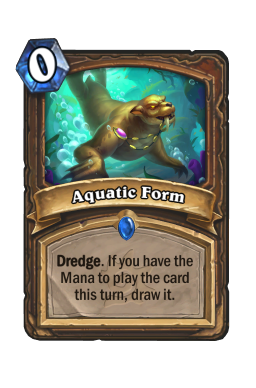 0
Aquatic Form
Dredge. If you have the
Mana to play the card
this turn, draw it.